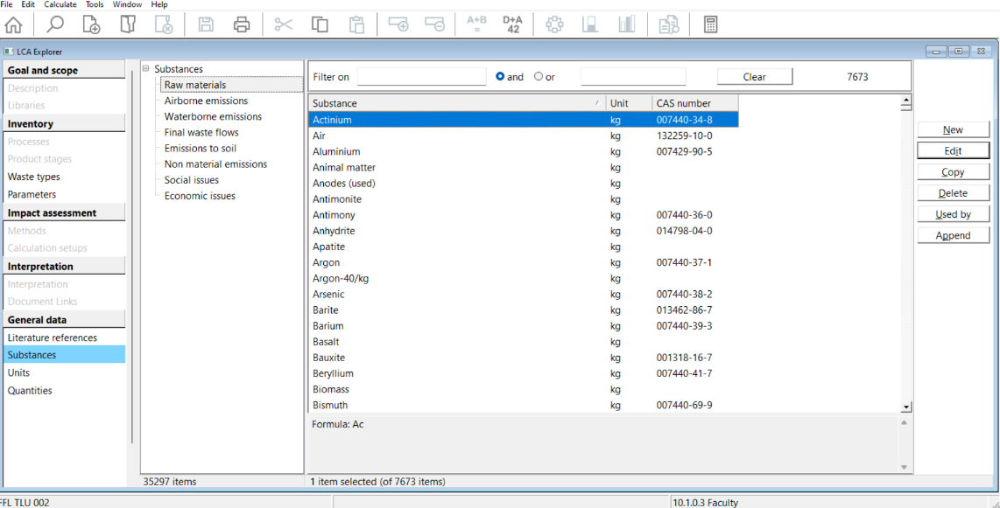 File Edit Calculate Tools Window Help
A+B
=
D+A
42
LCA Explorer
Goal and scope
Description
Libraries
Inventory
Processes
Product stages
Waste types
Parameters
Impact assessment
Methods
Calculation setups
Interpretation
Interpretation
Document Links
General data
Literature references
Substances
Units
Quantities
Substances
Raw materials
Airborne emissions
Waterborne emissions
Final waste flows
Emissions to soil
Non material emissions
Social issues
Economic issues
35297 items
Filter on and or Clear 7673
Substance / Unit CAS number
Actinium kg 007440-34-8
Air kg 132259-10-0
Aluminium kg 007429-90-5
Animal matter kg
Anodes (used) kg
Antimonite kg
Antimony kg 007440-36-0
Anhydrite kg 014798-04-0
Apatite kg
Argon kg 007440-37-1
Argon-40/kg kg
Arsenic kg 007440-38-2
Barite kg 013462-86-7
Barium kg 007440-39-3
Basalt kg
Bauxite kg 001318-16-7
Beryllium kg 007440-41-7
Biomass kg
Bismuth kg 007440-69-9
Formula: Ac
1 item selected (of 7673 items)
New
Edit
Copy
Delete
Used by
Append
FFL TLU 002 10.1.0.3 Faculty